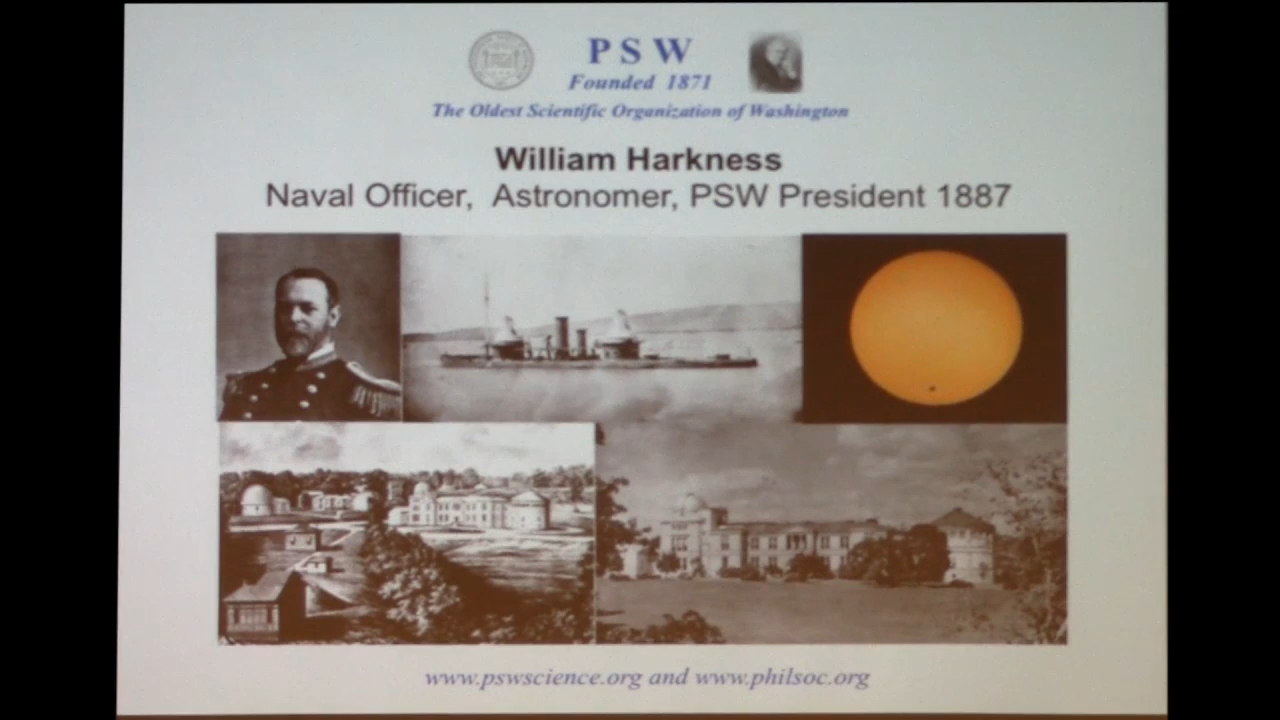 PSW
Founded 1871
The Oldest Scientific Organization of Washington
William Harkness
Naval Officer, Astronomer, PSW President 1887
www.pswscience.org and www.philsoc.org